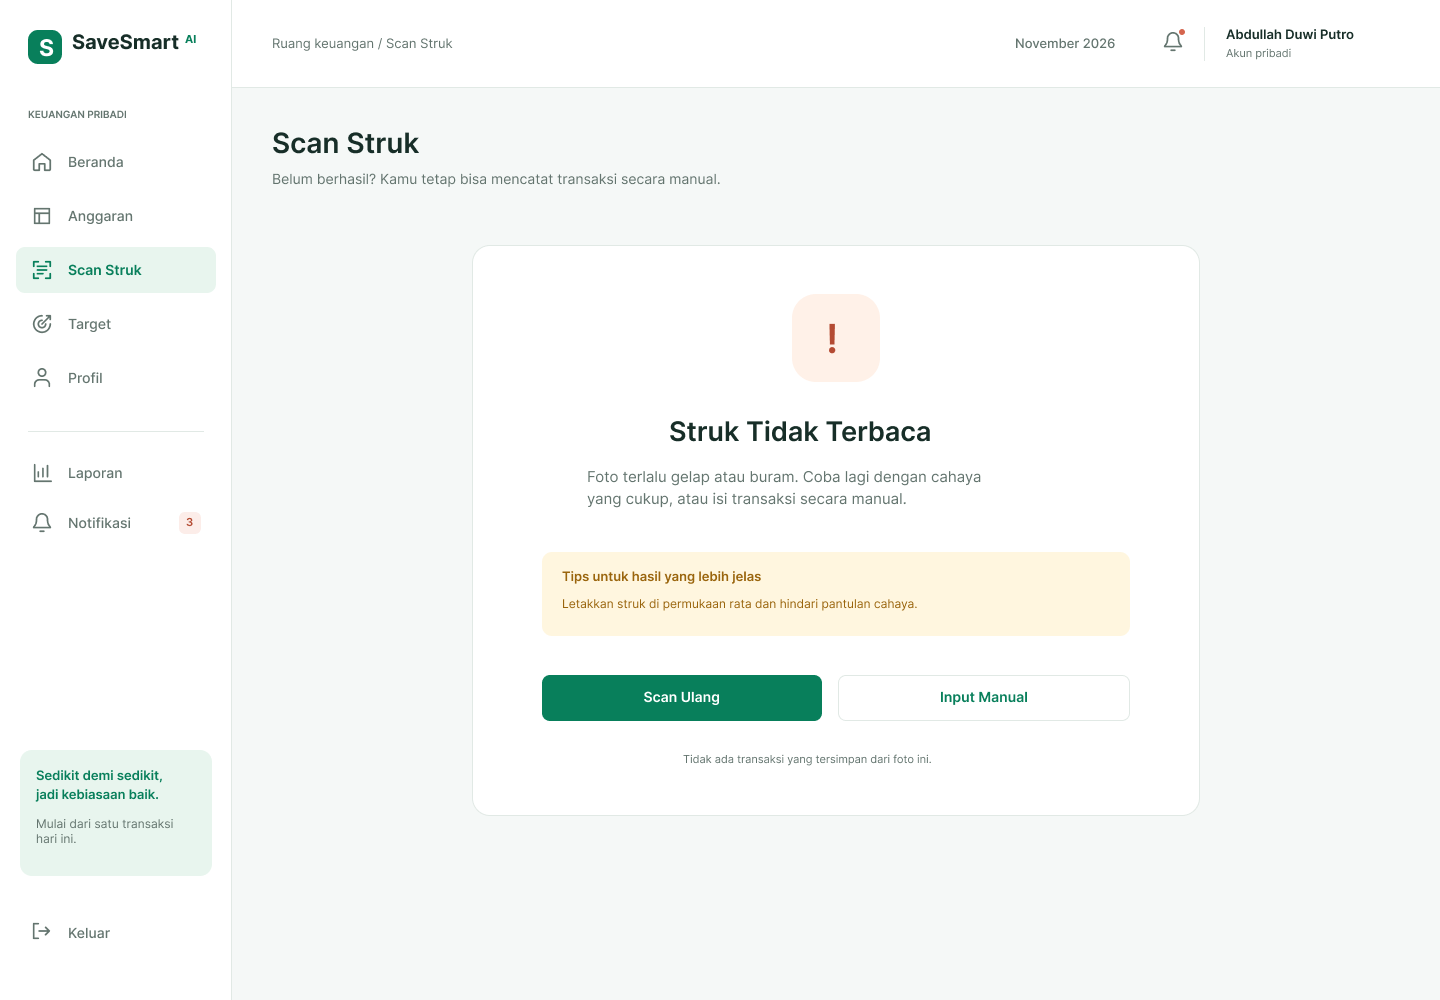 S SaveSmart AI
KEUANGAN PRIBADI
Beranda
Anggaran
Scan Struk
Target
Profil
Laporan
Notifikasi 3
Sedikit demi sedikit,
jadi kebiasaan baik.
Mulai dari satu transaksi
hari ini.
Keluar
Ruang keuangan / Scan Struk
November 2026
Abdullah Duwi Putro
Akun pribadi
Scan Struk
Belum berhasil? Kamu tetap bisa mencatat transaksi secara manual.
!
Struk Tidak Terbaca
Foto terlalu gelap atau buram. Coba lagi dengan cahaya
yang cukup, atau isi transaksi secara manual.
Tips untuk hasil yang lebih jelas
Letakkan struk di permukaan rata dan hindari pantulan cahaya.
Scan Ulang
Input Manual
Tidak ada transaksi yang tersimpan dari foto ini.